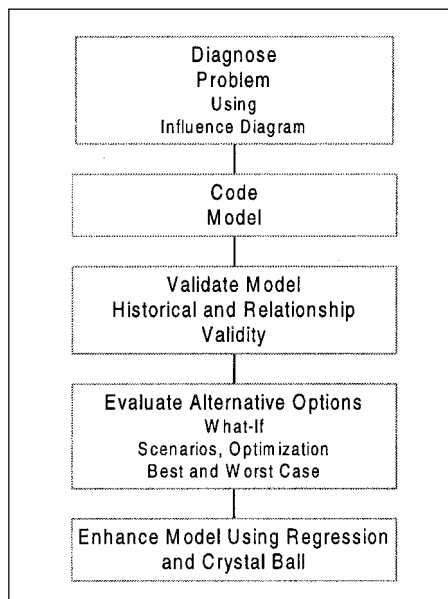 Diagnose
Problem
Using
Influence Diagram
Code
Model
Validate Model
Historical and Relationship
Validity
Evaluate Alternative Options
What-If
Scenarios, Optimization
Best and Worst Case
Enhance Model Using Regression
and Crystal Ball